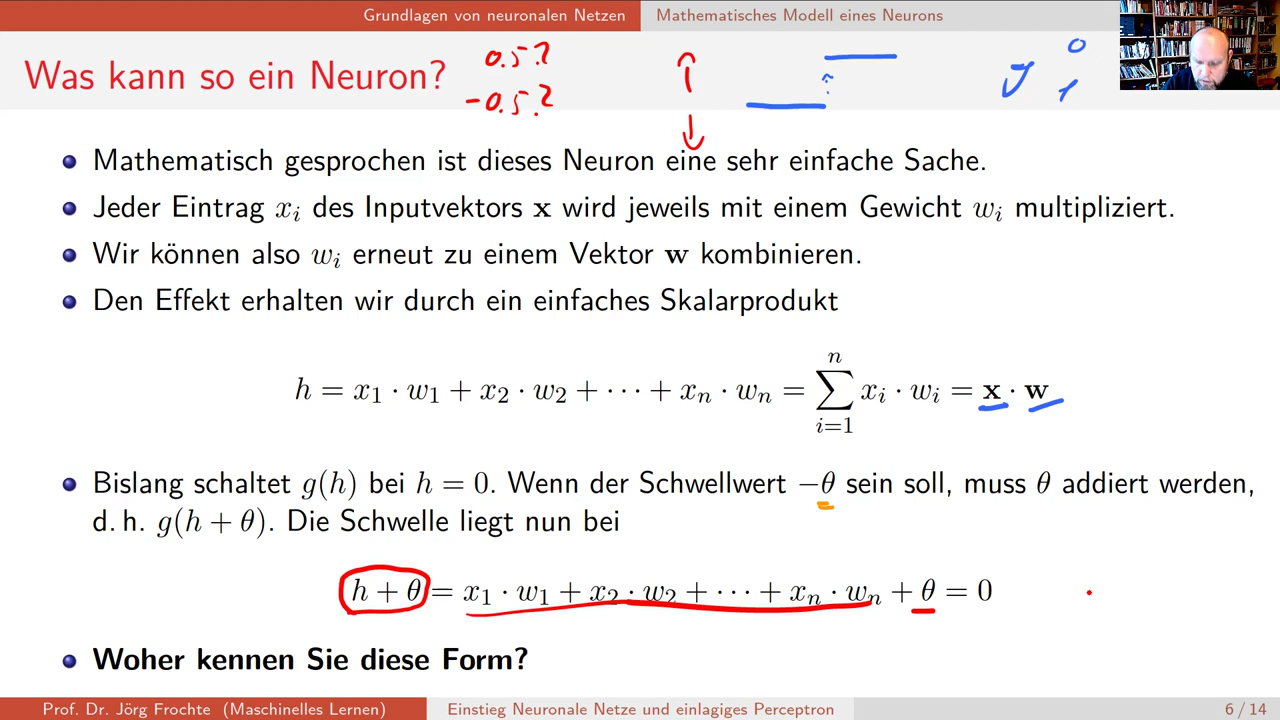 Grundlagen von neuronalen Netzen Mathematisches Modell eines Neurons
Was kann so ein Neuron?
0.5?
-0.5?
?
J 0
1
Mathematisch gesprochen ist dieses Neuron eine sehr einfache Sache.
Jeder Eintrag xᵢ des Inputvektors x wird jeweils mit einem Gewicht wᵢ multipliziert.
Wir können also wᵢ erneut zu einem Vektor w kombinieren.
Den Effekt erhalten wir durch ein einfaches Skalarprodukt
h = x₁ · w₁ + x₂ · w₂ + ··· + xₙ · wₙ = ∑ⁿᵢ₌₁ xᵢ · wᵢ = x · w
Bislang schaltet g(h) bei h = 0. Wenn der Schwellwert −θ sein soll, muss θ addiert werden,
d. h. g(h + θ). Die Schwelle liegt nun bei
h + θ = x₁ · w₁ + x₂ · w₂ + ··· + xₙ · wₙ + θ = 0
Woher kennen Sie diese Form?
Prof. Dr. Jörg Frochte (Maschinelles Lernen) Einstieg Neuronale Netze und einlagiges Perceptron 6 / 14